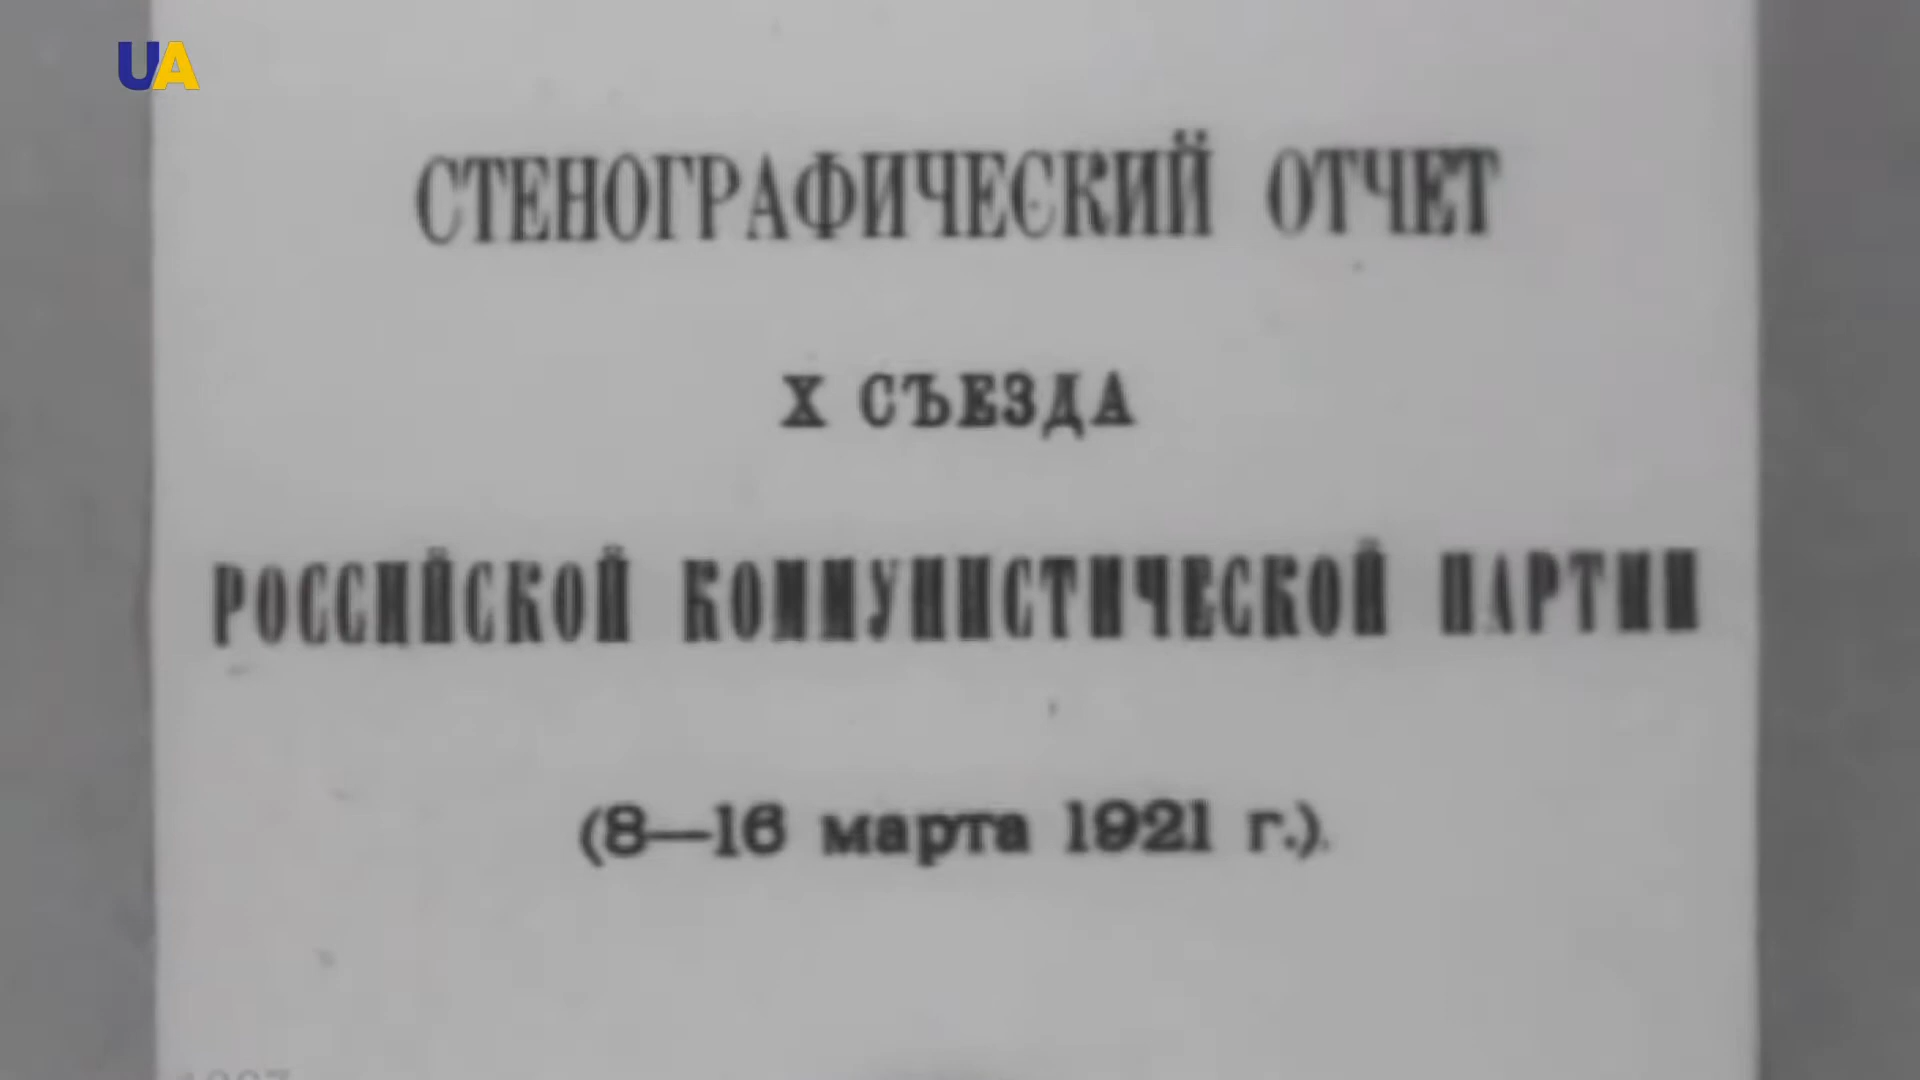 UA
СТЕНОГРАФИЧЕСКИЙ ОТЧЕТ
X СЪЕЗДА
РОССИЙСКОЙ КОММУНИСТИЧЕСКОЙ ПАРТИИ
(8—16 марта 1921 г.).